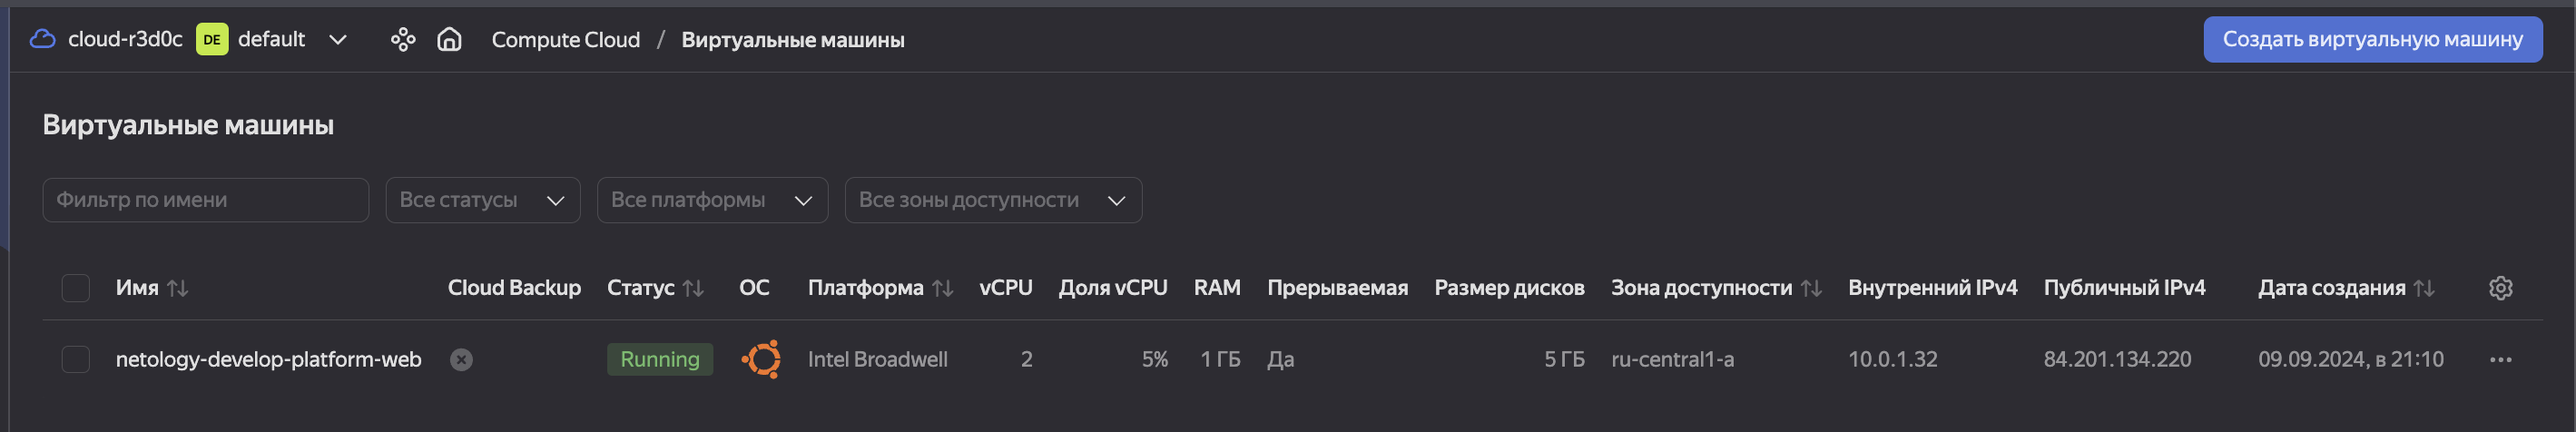 cloud-r3d0c DE default Compute Cloud / Виртуальные машины Создать виртуальную машину
Виртуальные машины
Фильтр по имени Все статусы Все платформы Все зоны доступности
Имя Cloud Backup Статус ОС Платформа vCPU Доля vCPU RAM Прерываемая Размер дисков Зона доступности Внутренний IPv4 Публичный IPv4 Дата создания
netology-develop-platform-web Running Intel Broadwell 2 5% 1 ГБ Да 5 ГБ ru-central1-a 10.0.1.32 84.201.134.220 09.09.2024, в 21:10